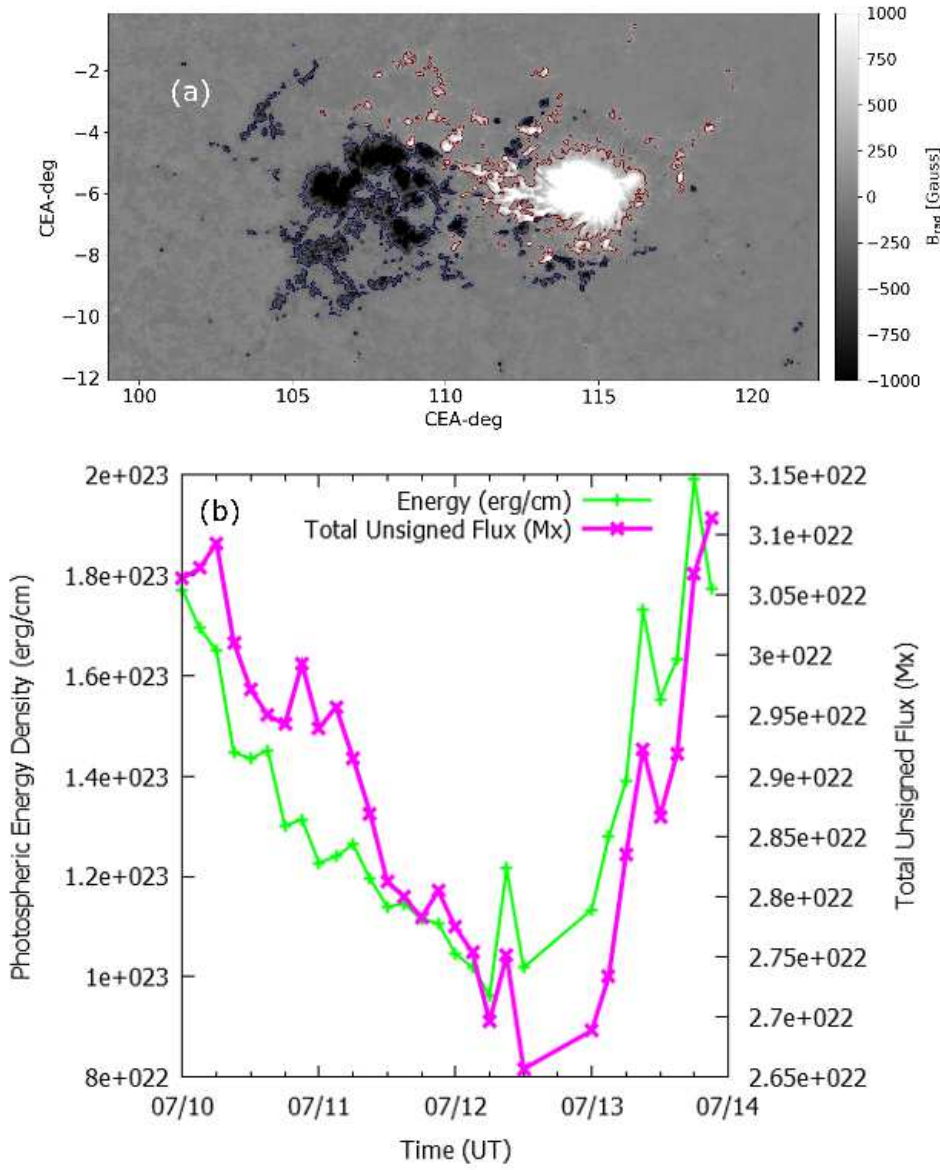 (a)
CEA-deg
−2
−4
−6
−8
−10
−12
100
105
110
115
120
CEA-deg
1000
750
500
250
0
−250
−500
−750
−1000
B_rad [Gauss]
(b)
Energy (erg/cm)
Total Unsigned Flux (Mx)
Photospheric Energy Density (erg/cm)
2e+023
1.8e+023
1.6e+023
1.4e+023
1.2e+023
1e+023
8e+022
3.15e+022
3.1e+022
3.05e+022
3e+022
2.95e+022
2.9e+022
2.85e+022
2.8e+022
2.75e+022
2.7e+022
2.65e+022
Total Unsigned Flux (Mx)
07/10
07/11
07/12
07/13
07/14
Time (UT)